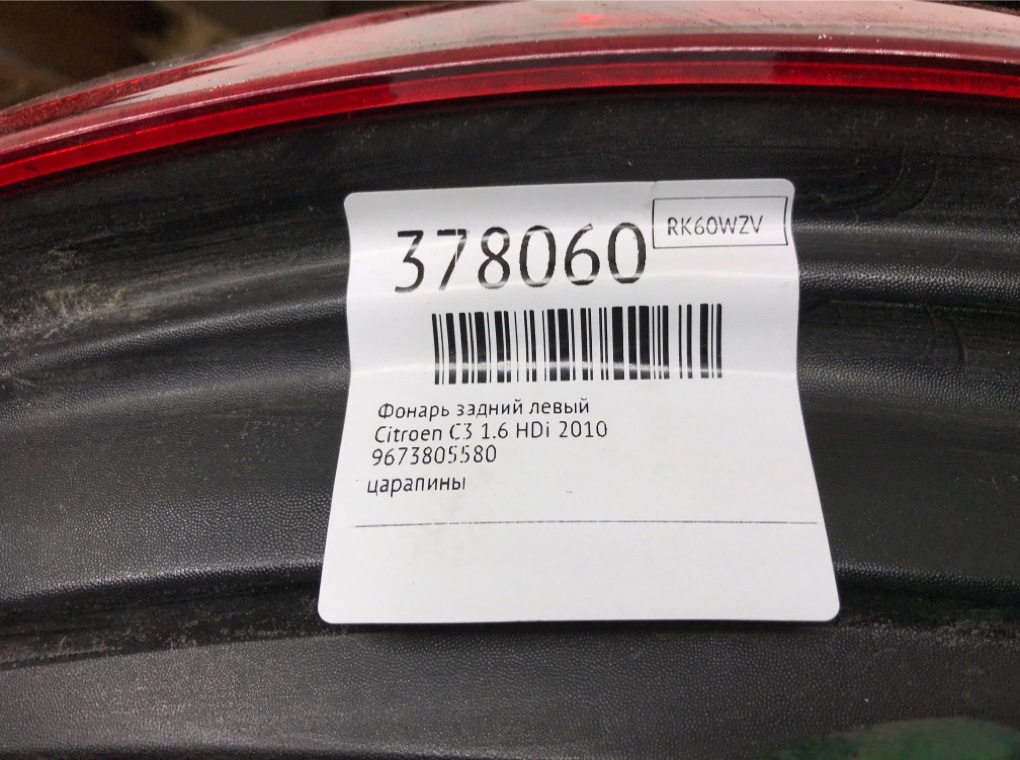 378060
RK60WZV
Фонарь задний левый
Citroen C3 1.6 HDi 2010
9673805580
царапины